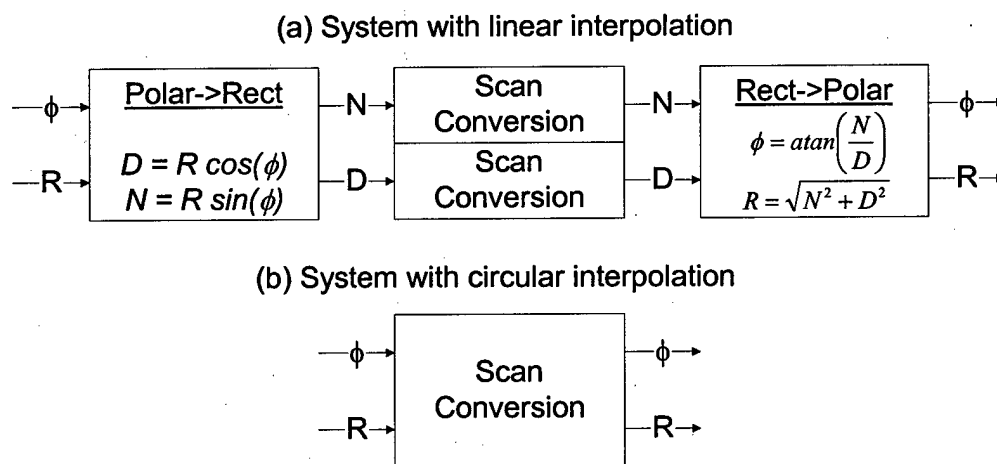 (a) System with linear interpolation
Polar->Rect
D = R cos(ϕ)
N = R sin(ϕ)
ϕ
R
N
D
Scan
Conversion
Scan
Conversion
N
D
Rect->Polar
ϕ = atan(N/D)
R = √N² + D²
ϕ
R
(b) System with circular interpolation
ϕ
R
Scan
Conversion
ϕ
R